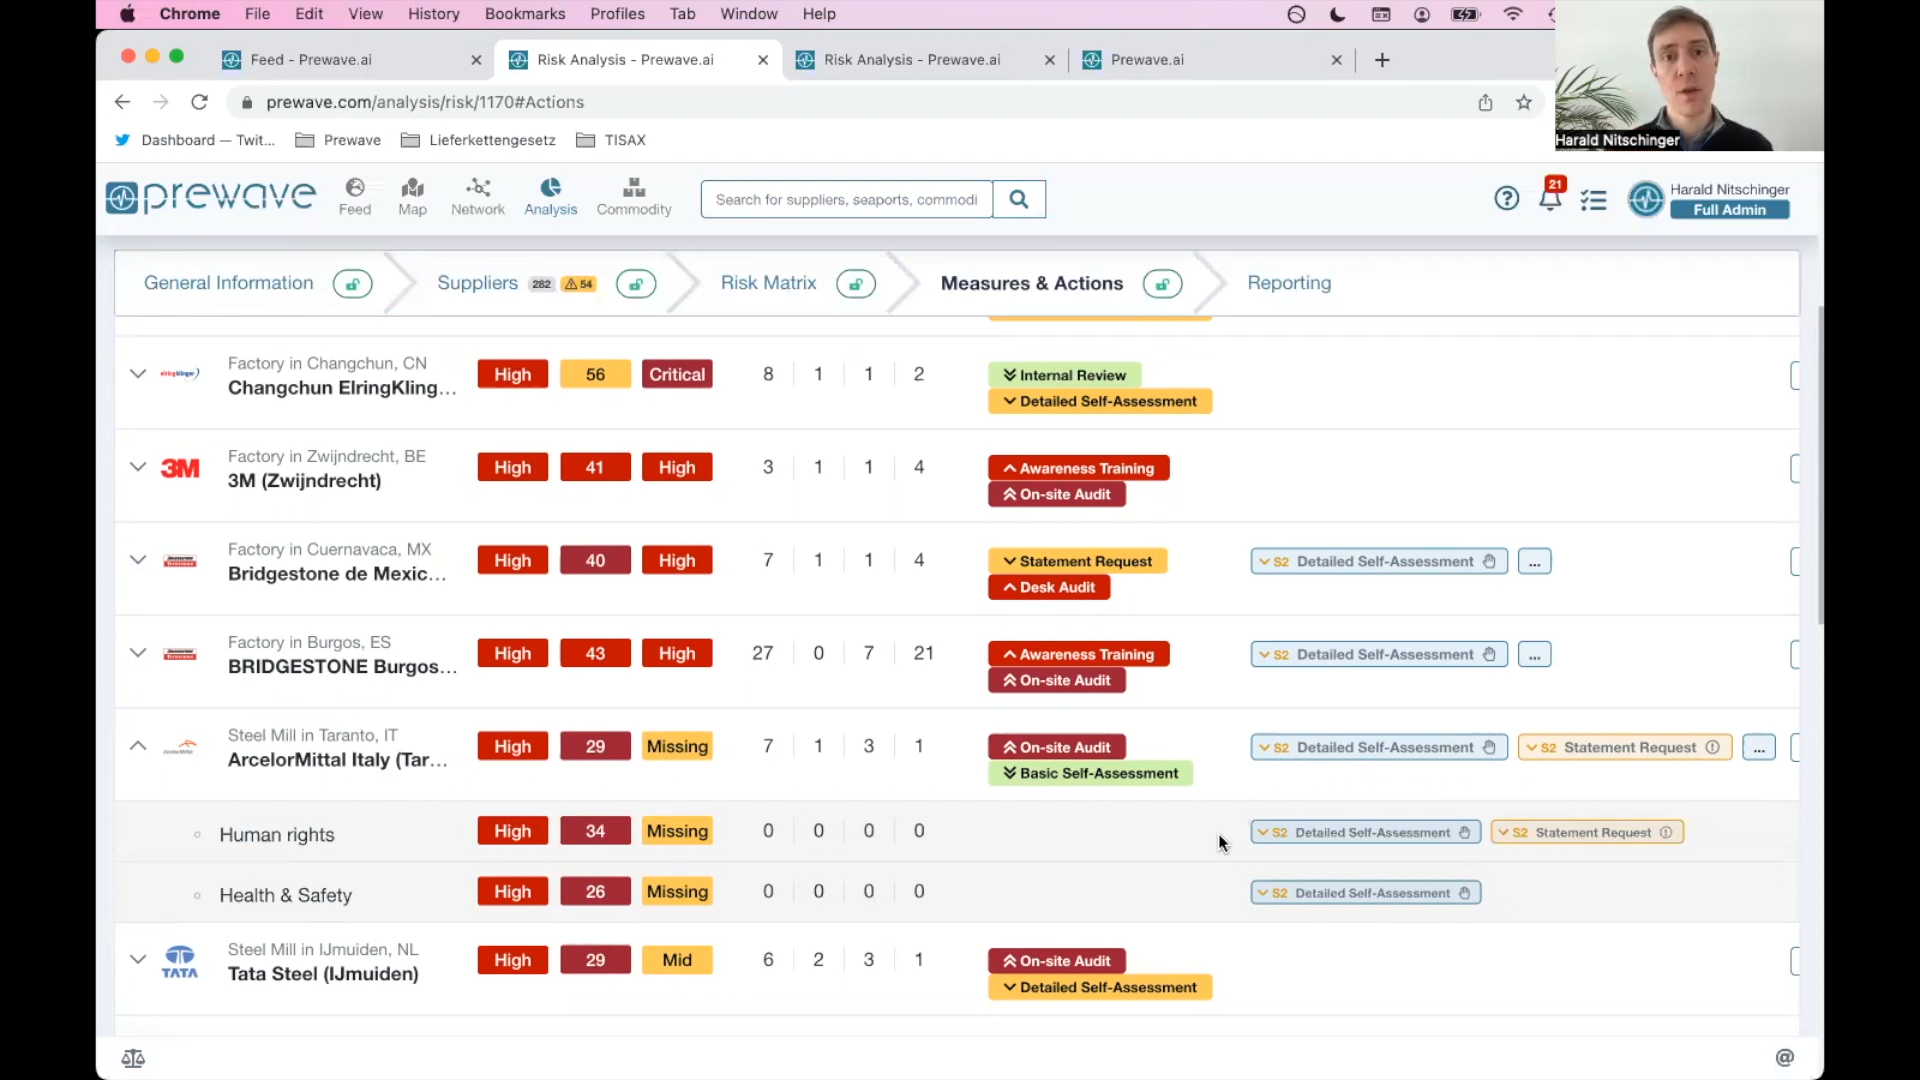 Chrome File Edit View History Bookmarks Profiles Tab Window Help
Feed - Prewave.ai
Risk Analysis - Prewave.ai
Risk Analysis - Prewave.ai
Prewave.ai
prewave.com/analysis/risk/1170#Actions
Dashboard — Twit... Prewave Lieferkettengesetz TISAX
Harald Nitschinger
prewave
Feed Map Network Analysis Commodity
Search for suppliers, seaports, commodi
21
Harald Nitschinger
Full Admin
General Information
Suppliers 282 54
Risk Matrix
Measures & Actions
Reporting
elringklinger
Factory in Changchun, CN
Changchun ElringKling...
High 56 Critical 8 1 1 2
Internal Review
Detailed Self-Assessment
3M
Factory in Zwijndrecht, BE
3M (Zwijndrecht)
High 41 High 3 1 1 4
Awareness Training
On-site Audit
Factory in Cuernavaca, MX
Bridgestone de Mexic...
High 40 High 7 1 1 4
Statement Request
Desk Audit
S2 Detailed Self-Assessment ...
Factory in Burgos, ES
BRIDGESTONE Burgos...
High 43 High 27 0 7 21
Awareness Training
On-site Audit
S2 Detailed Self-Assessment ...
ArcelorMittal
Steel Mill in Taranto, IT
ArcelorMittal Italy (Tar...
High 29 Missing 7 1 3 1
On-site Audit
Basic Self-Assessment
S2 Detailed Self-Assessment S2 Statement Request ...
Human rights High 34 Missing 0 0 0 0 S2 Detailed Self-Assessment S2 Statement Request
Health & Safety High 26 Missing 0 0 0 0 S2 Detailed Self-Assessment
TATA
Steel Mill in IJmuiden, NL
Tata Steel (IJmuiden)
High 29 Mid 6 2 3 1
On-site Audit
Detailed Self-Assessment
@